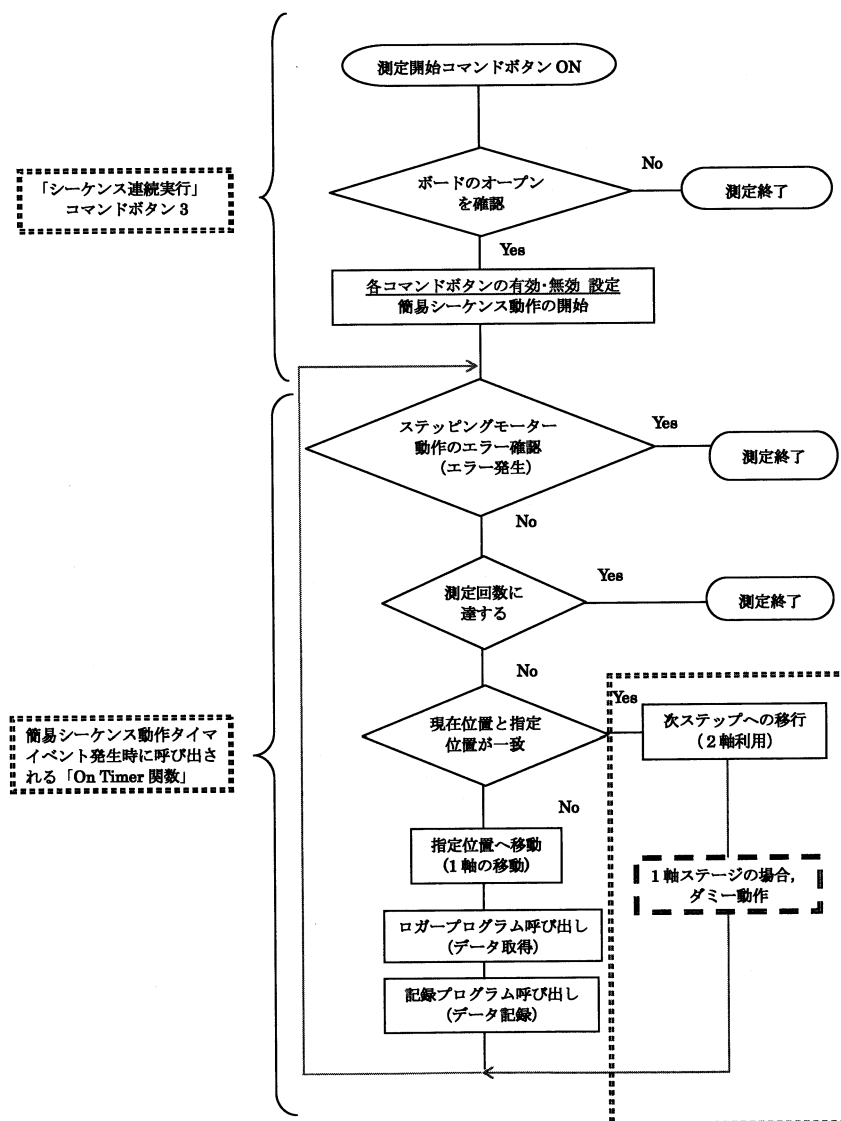 測定開始コマンドボタン ON
「シーケンス連続実行」
コマンドボタン 3
ボードのオープン
を確認
No
測定終了
Yes
各コマンドボタンの有効･無効 設定
簡易シーケンス動作の開始
ステッピングモーター
動作のエラー確認
(エラー発生)
Yes
測定終了
No
測定回数に
達する
Yes
測定終了
No
簡易シーケンス動作タイマ
イベント発生時に呼び出さ
れる「On Timer 関数」
現在位置と指定
位置が一致
Yes
次ステップへの移行
(２軸利用)
No
指定位置へ移動
(1 軸の移動)
1 軸ステージの場合,
ダミー動作
ロガープログラム呼び出し
(データ取得)
記録プログラム呼び出し
(データ記録)